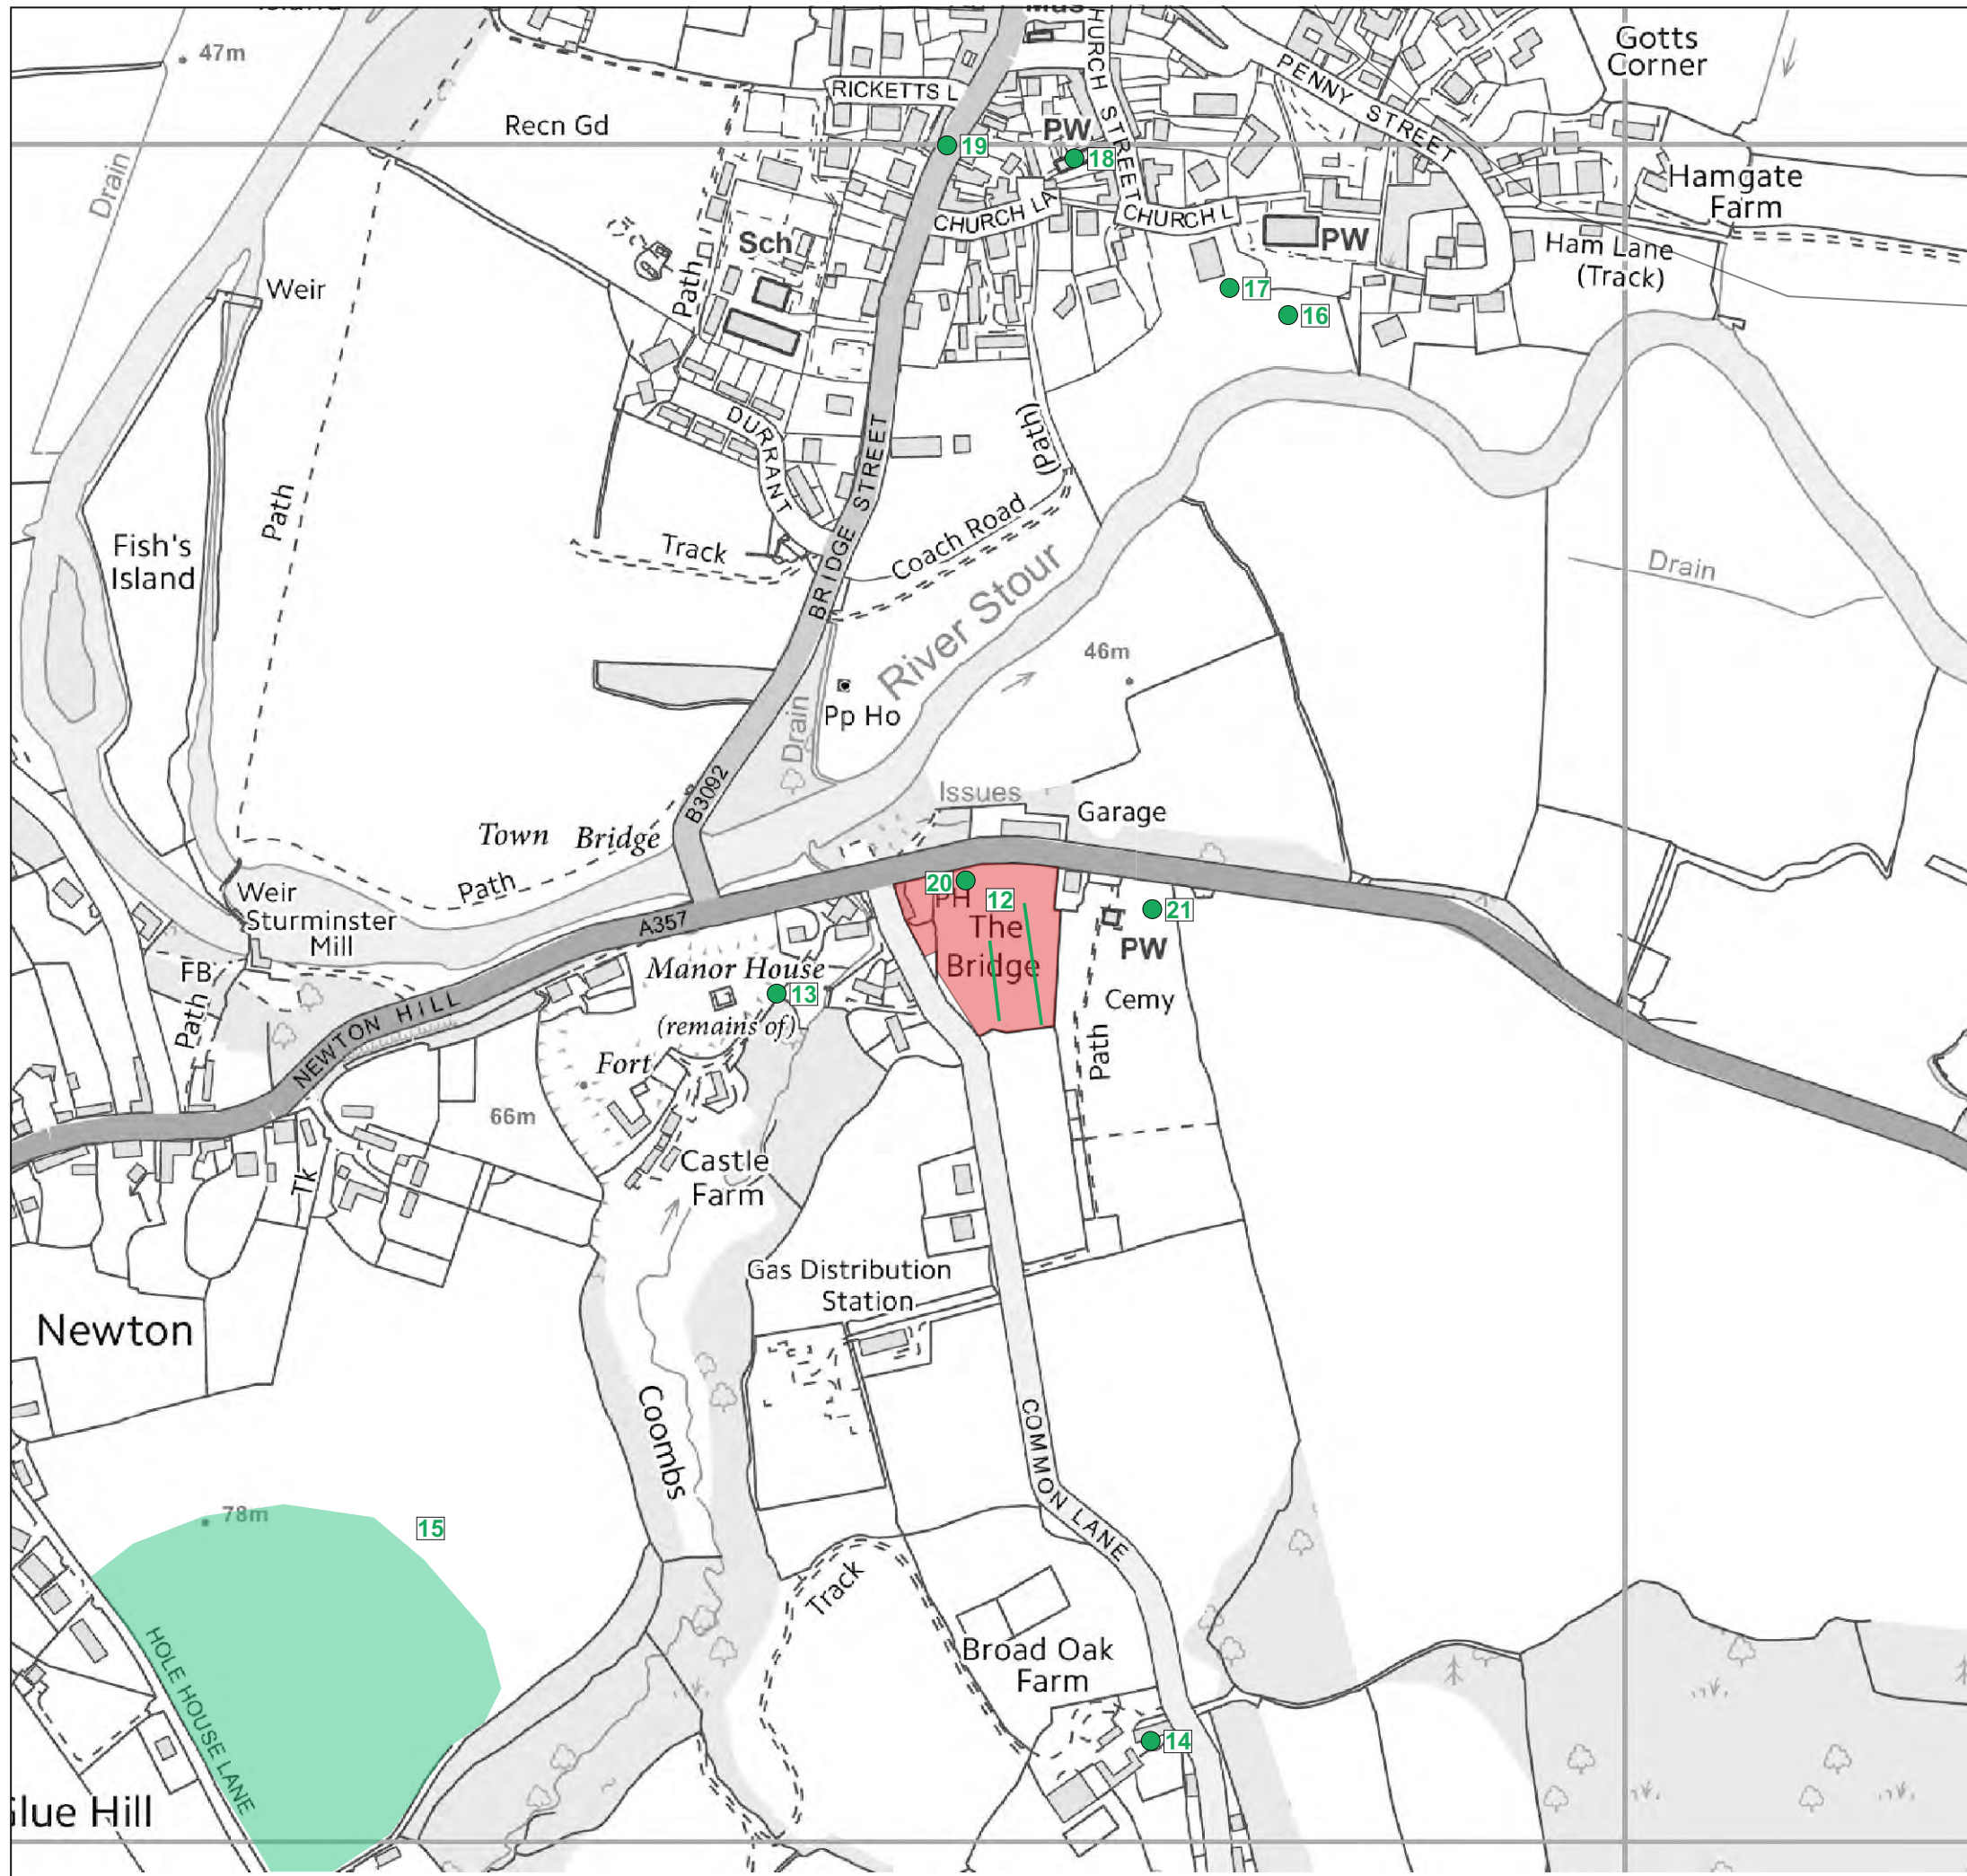 Mus
47m
Gotts
Corner
RICKETTS L
CHURCH STREET
PENNY STREET
Recn Gd
PW
19
18
Drain
Hamgate
Farm
CHURCH LA
CHURCH L
Sch
PW
Ham Lane
(Track)
Weir
Path
17
16
DURRANT
BRIDGE STREET
(Path)
Path
Fish's
Island
Track
Coach Road
Drain
River Stour
46m
Drain
Pp Ho
B3092
Issues
Garage
Town Bridge
Path
Weir
Sturminster
Mill
A357
20
PH
12
The
Bridge
21
PW
FB
Path
Manor House
13
(remains of)
Cemy
NEWTON HILL
Fort
Path
66m
Castle
Farm
Tk
Gas Distribution
Station
Newton
Coombs
COMMON LANE
78m
15
Track
HOLE HOUSE LANE
Broad Oak
Farm
14
lue Hill